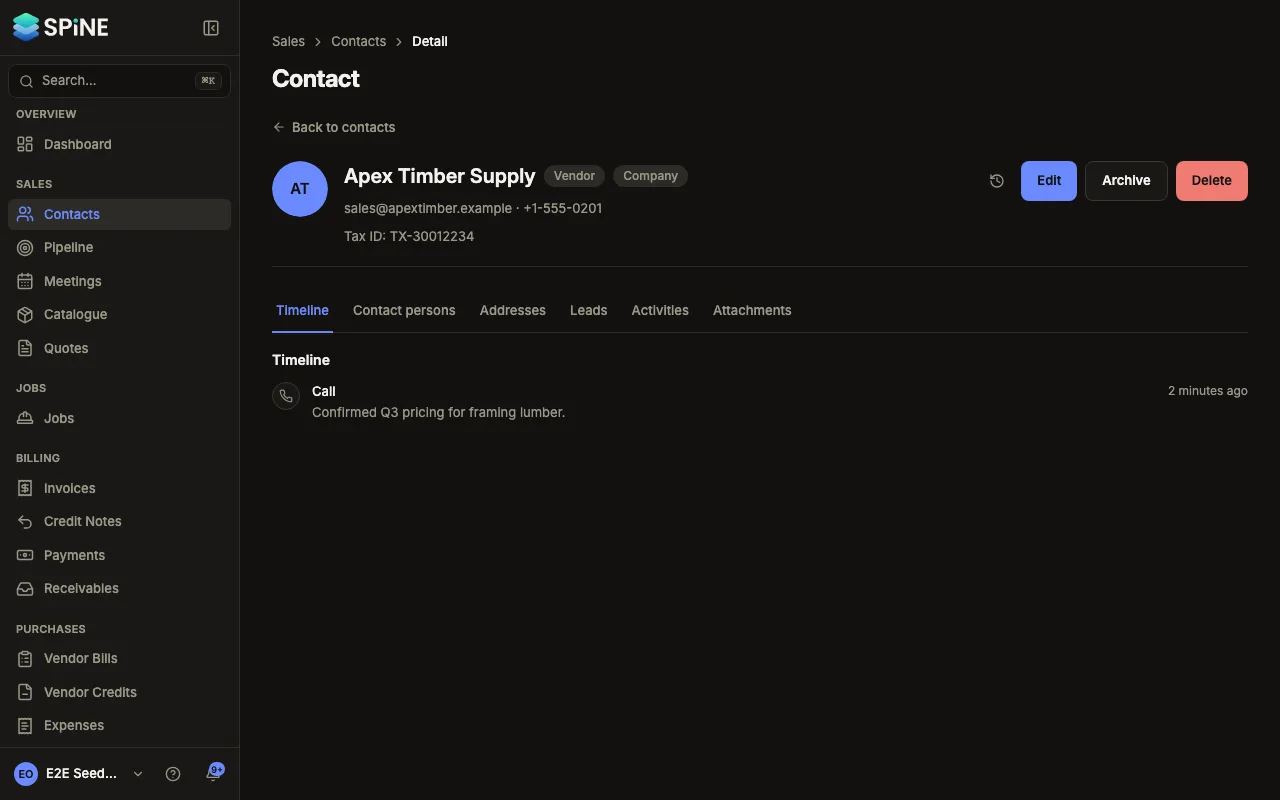 SPiNE
Search...
⌘K
OVERVIEW
Dashboard
SALES
Contacts
Pipeline
Meetings
Catalogue
Quotes
JOBS
Jobs
BILLING
Invoices
Credit Notes
Payments
Receivables
PURCHASES
Vendor Bills
Vendor Credits
Expenses
EO
E2E Seed...
9+
Sales > Contacts > Detail
Contact
Back to contacts
AT
Apex Timber Supply Vendor Company
sales@apextimber.example · +1-555-0201
Tax ID: TX-30012234
Edit Archive Delete
Timeline Contact persons Addresses Leads Activities Attachments
Timeline
Call 2 minutes ago
Confirmed Q3 pricing for framing lumber.